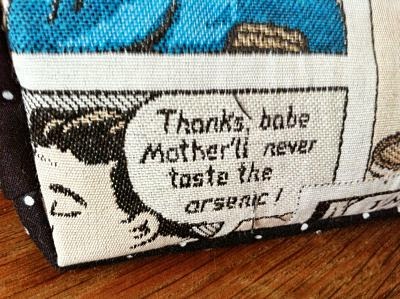 Thanks, babe
Mother'll never
taste the
arsenic!